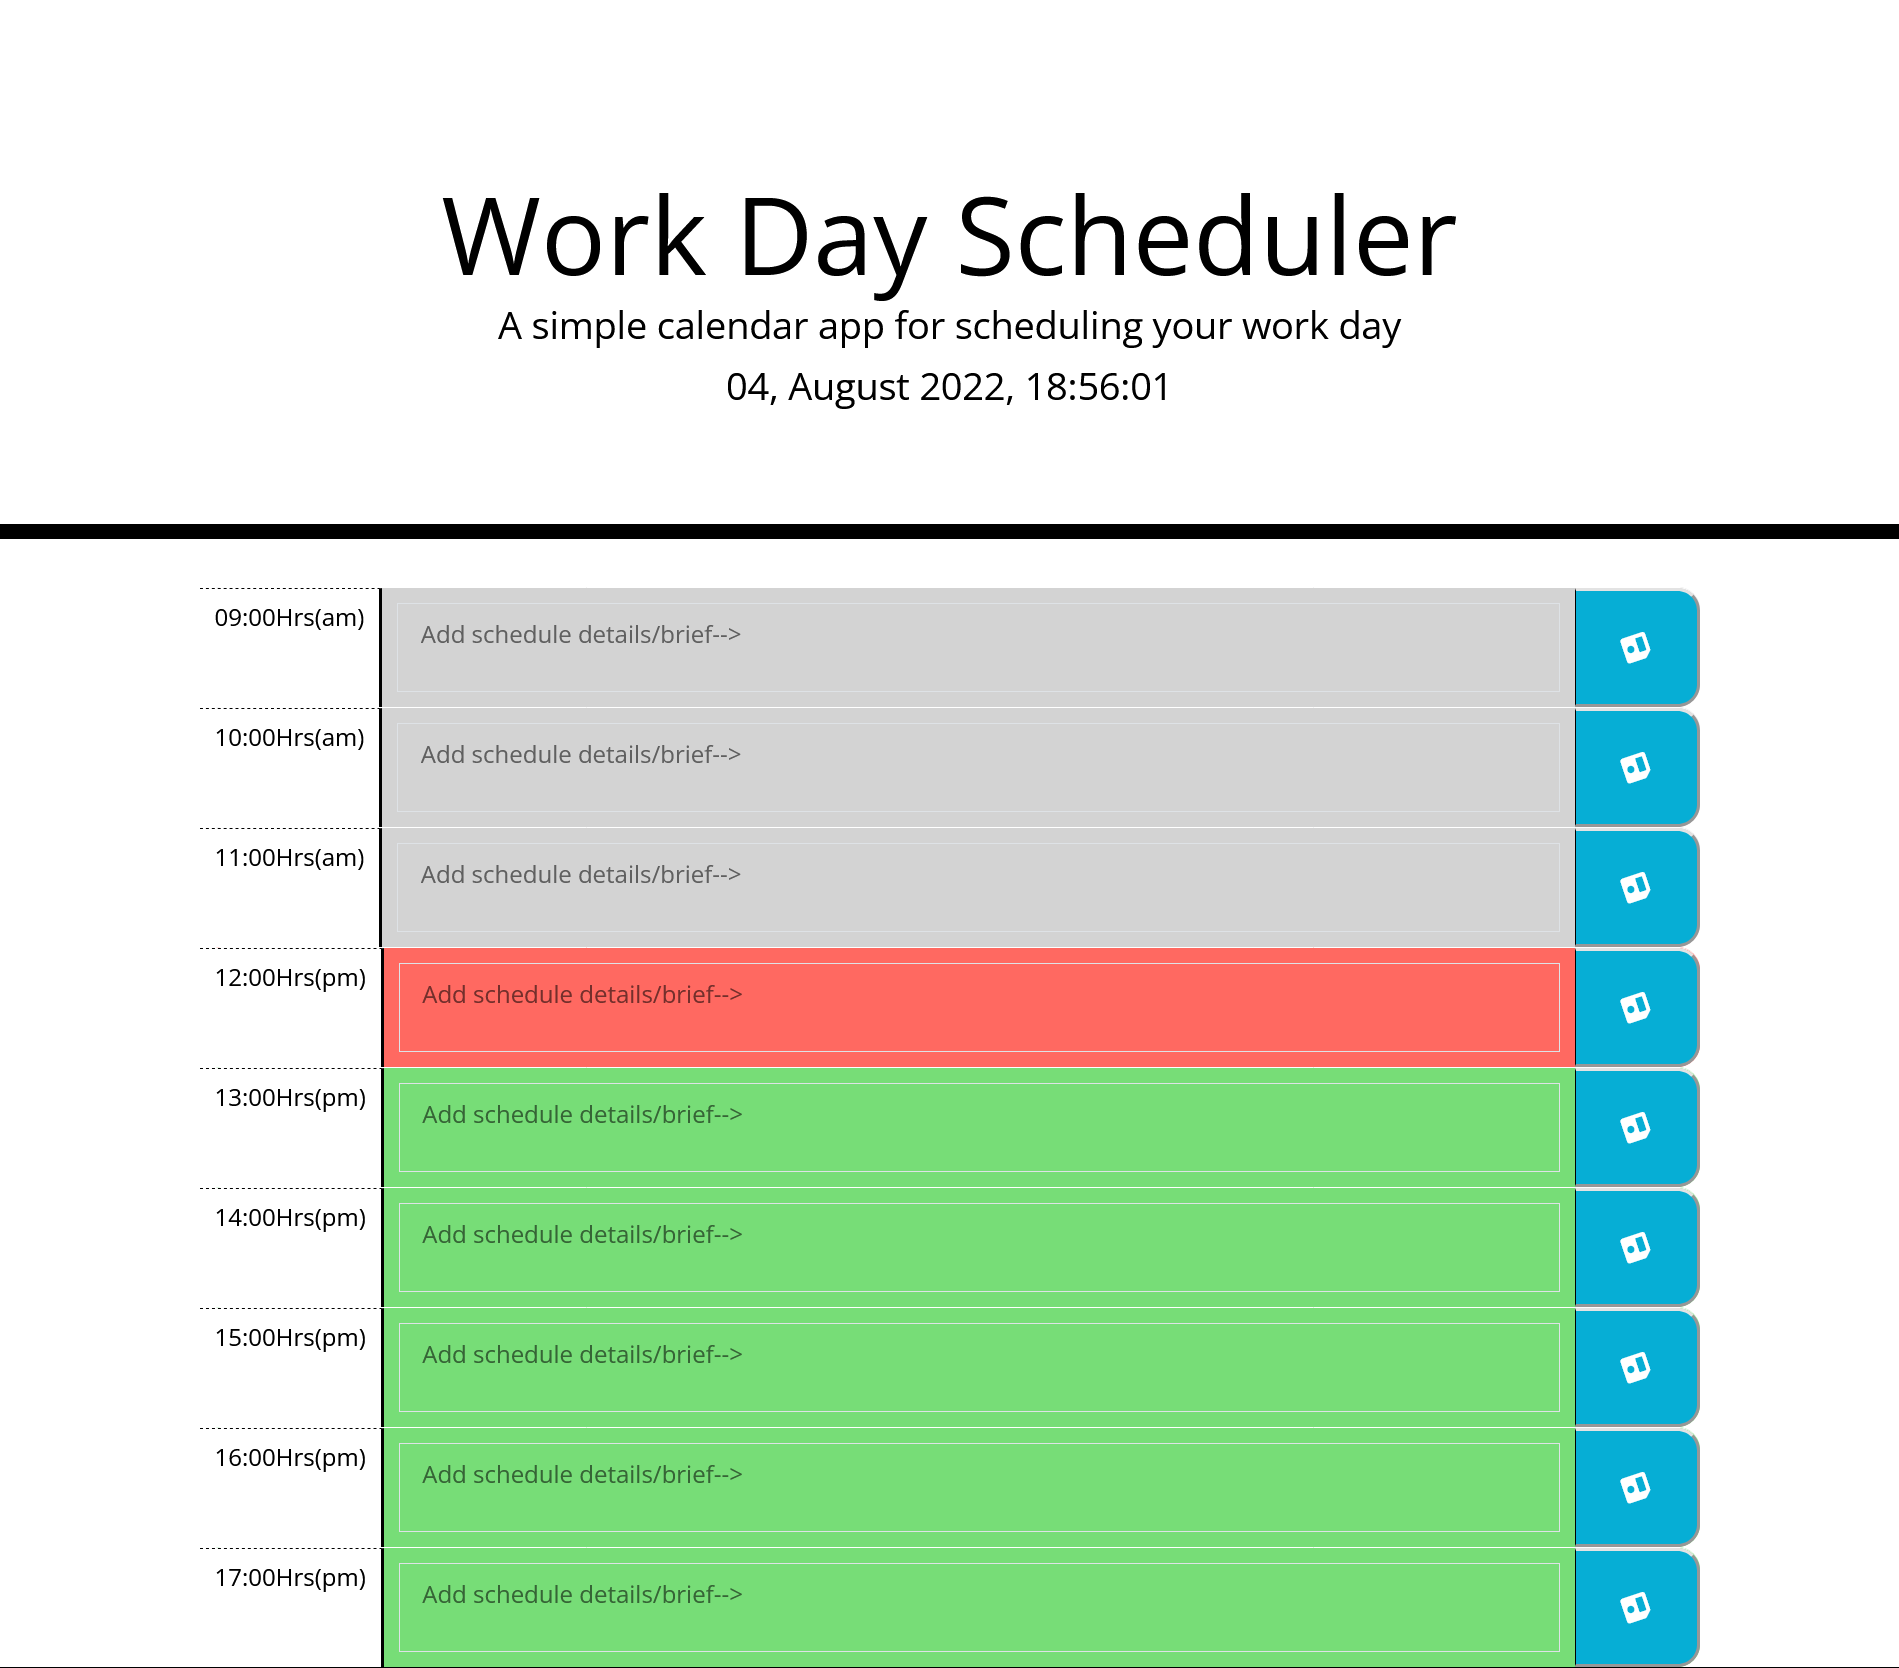 Work Day Scheduler
A simple calendar app for scheduling your work day
04, August 2022, 18:56:01
09:00Hrs(am) Add schedule details/brief-->
10:00Hrs(am) Add schedule details/brief-->
11:00Hrs(am) Add schedule details/brief-->
12:00Hrs(pm) Add schedule details/brief-->
13:00Hrs(pm) Add schedule details/brief-->
14:00Hrs(pm) Add schedule details/brief-->
15:00Hrs(pm) Add schedule details/brief-->
16:00Hrs(pm) Add schedule details/brief-->
17:00Hrs(pm) Add schedule details/brief-->